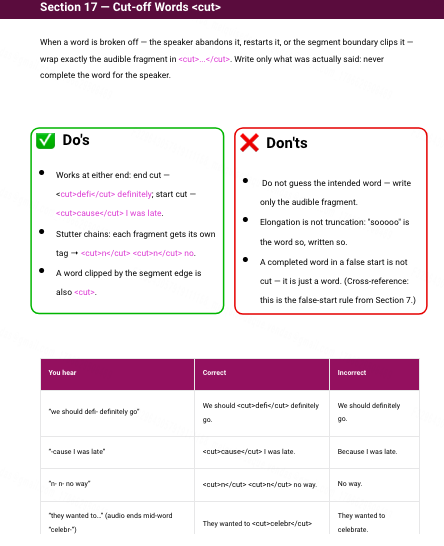 Section 17 — Cut-off Words <cut>
When a word is broken off — the speaker abandons it, restarts it, or the segment boundary clips it —
wrap exactly the audible fragment in <cut>...</cut>. Write only what was actually said: never
complete the word for the speaker.
Do's
Works at either end: end cut —
<cut>defi</cut> definitely; start cut —
<cut>cause</cut> I was late.
Stutter chains: each fragment gets its own
tag → <cut>n</cut> <cut>n</cut> no.
A word clipped by the segment edge is
also <cut>.
Don'ts
Do not guess the intended word — write
only the audible fragment.
Elongation is not truncation: "sooooo" is
the word so, written so.
A completed word in a false start is not
cut — it is just a word. (Cross-reference:
this is the false-start rule from Section 7.)
You hear
Correct
Incorrect
"we should defi- definitely go"
We should <cut>defi</cut> definitely
go.
We should definitely
go.
"-cause I was late"
<cut>cause</cut> I was late.
Because I was late.
"n- n- no way"
<cut>n</cut> <cut>n</cut> no way.
No way.
"they wanted to…" (audio ends mid-word
"celebr-")
They wanted to <cut>celebr</cut>
They wanted to
celebrate.